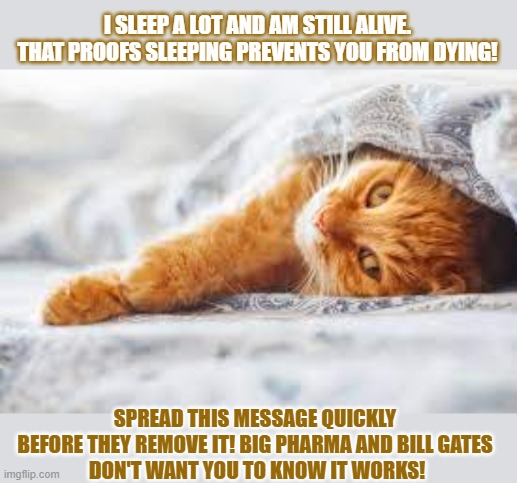 I SLEEP A LOT AND AM STILL ALIVE.
THAT PROOFS SLEEPING PREVENTS YOU FROM DYING!
SPREAD THIS MESSAGE QUICKLY
BEFORE THEY REMOVE IT! BIG PHARMA AND BILL GATES
DON'T WANT YOU TO KNOW IT WORKS!
imgflip.com